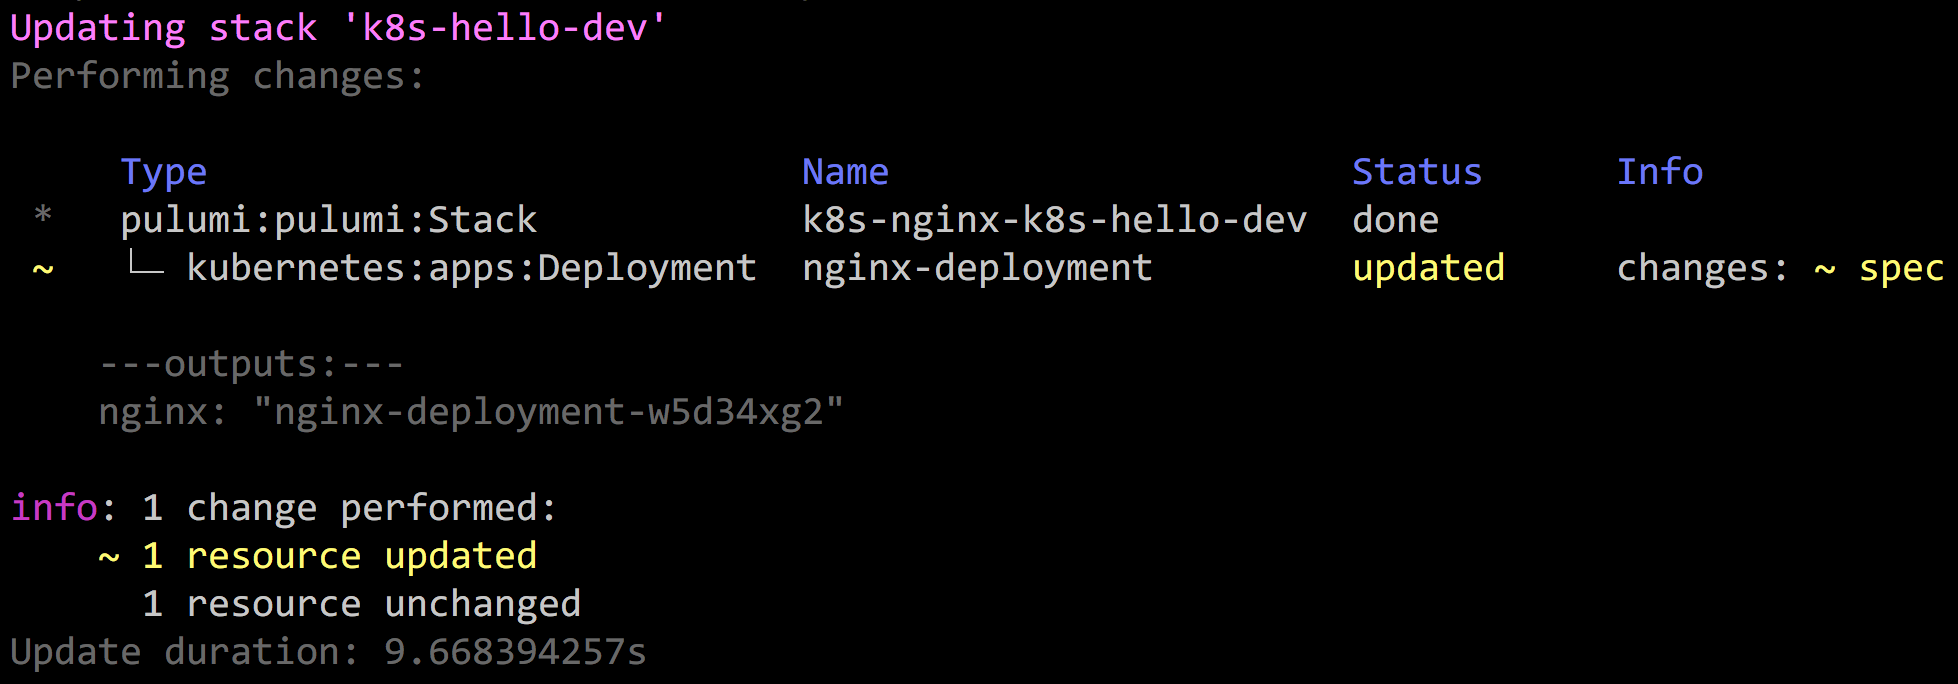 Updating stack 'k8s-hello-dev'
Performing changes:
Type Name Status Info
* pulumi:pulumi:Stack k8s-nginx-k8s-hello-dev done
~ └─ kubernetes:apps:Deployment nginx-deployment updated changes: ~ spec
---outputs:---
nginx: "nginx-deployment-w5d34xg2"
info: 1 change performed:
~ 1 resource updated
1 resource unchanged
Update duration: 9.668394257s